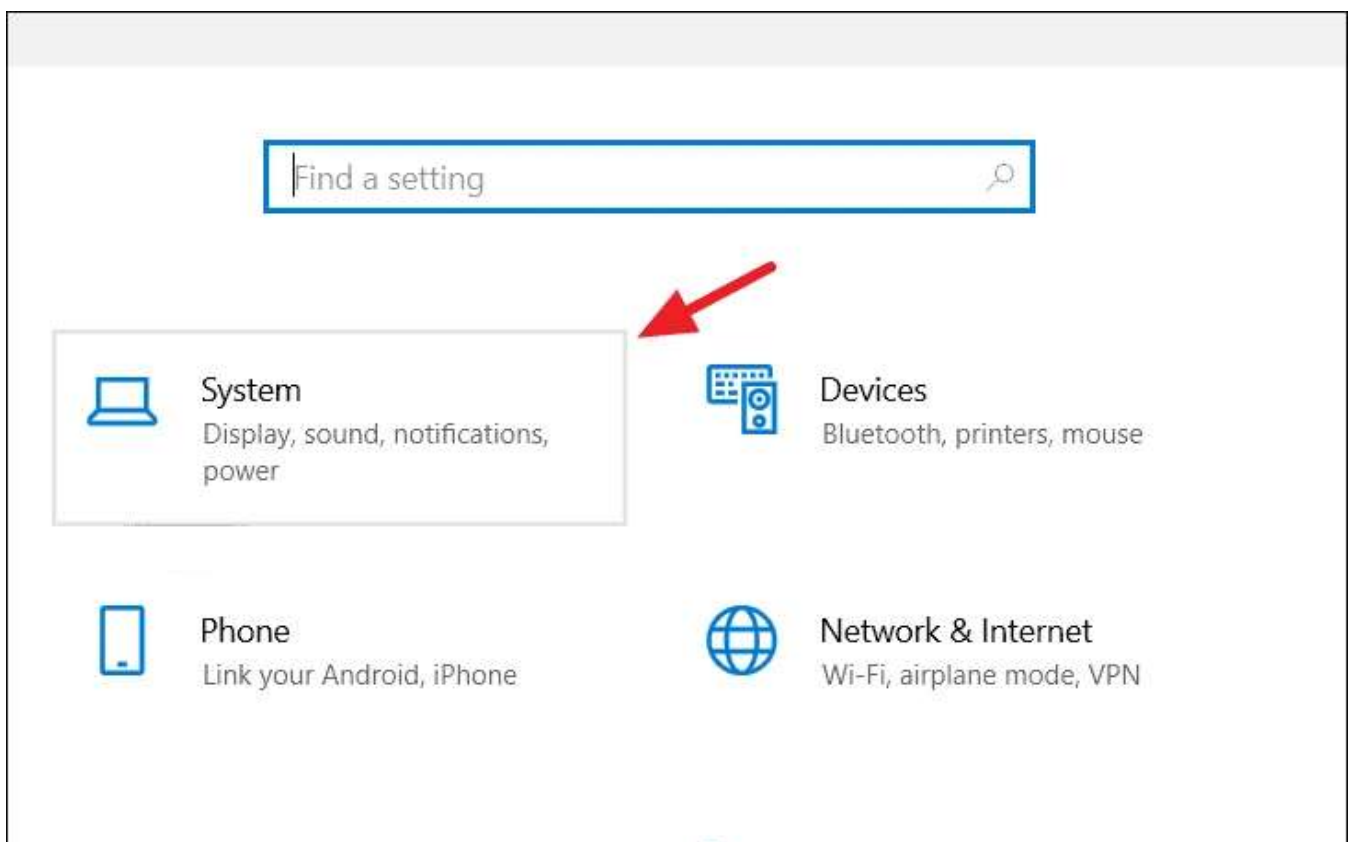 Find a setting
System
Display, sound, notifications,
power
Devices
Bluetooth, printers, mouse
Phone
Link your Android, iPhone
Network & Internet
Wi-Fi, airplane mode, VPN